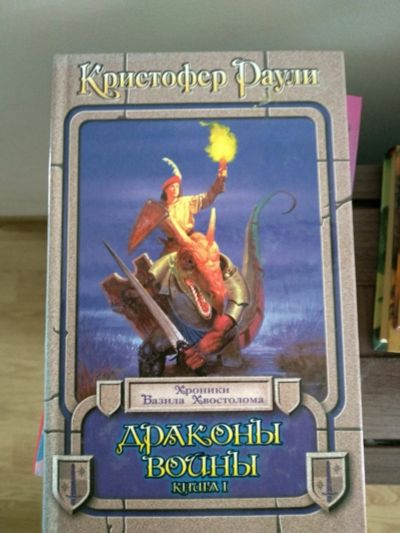 Кристофер Раули
Хроники
Базила Хвостолома
ДРАКОНЫ
ВОЙНЫ
КНИГА I